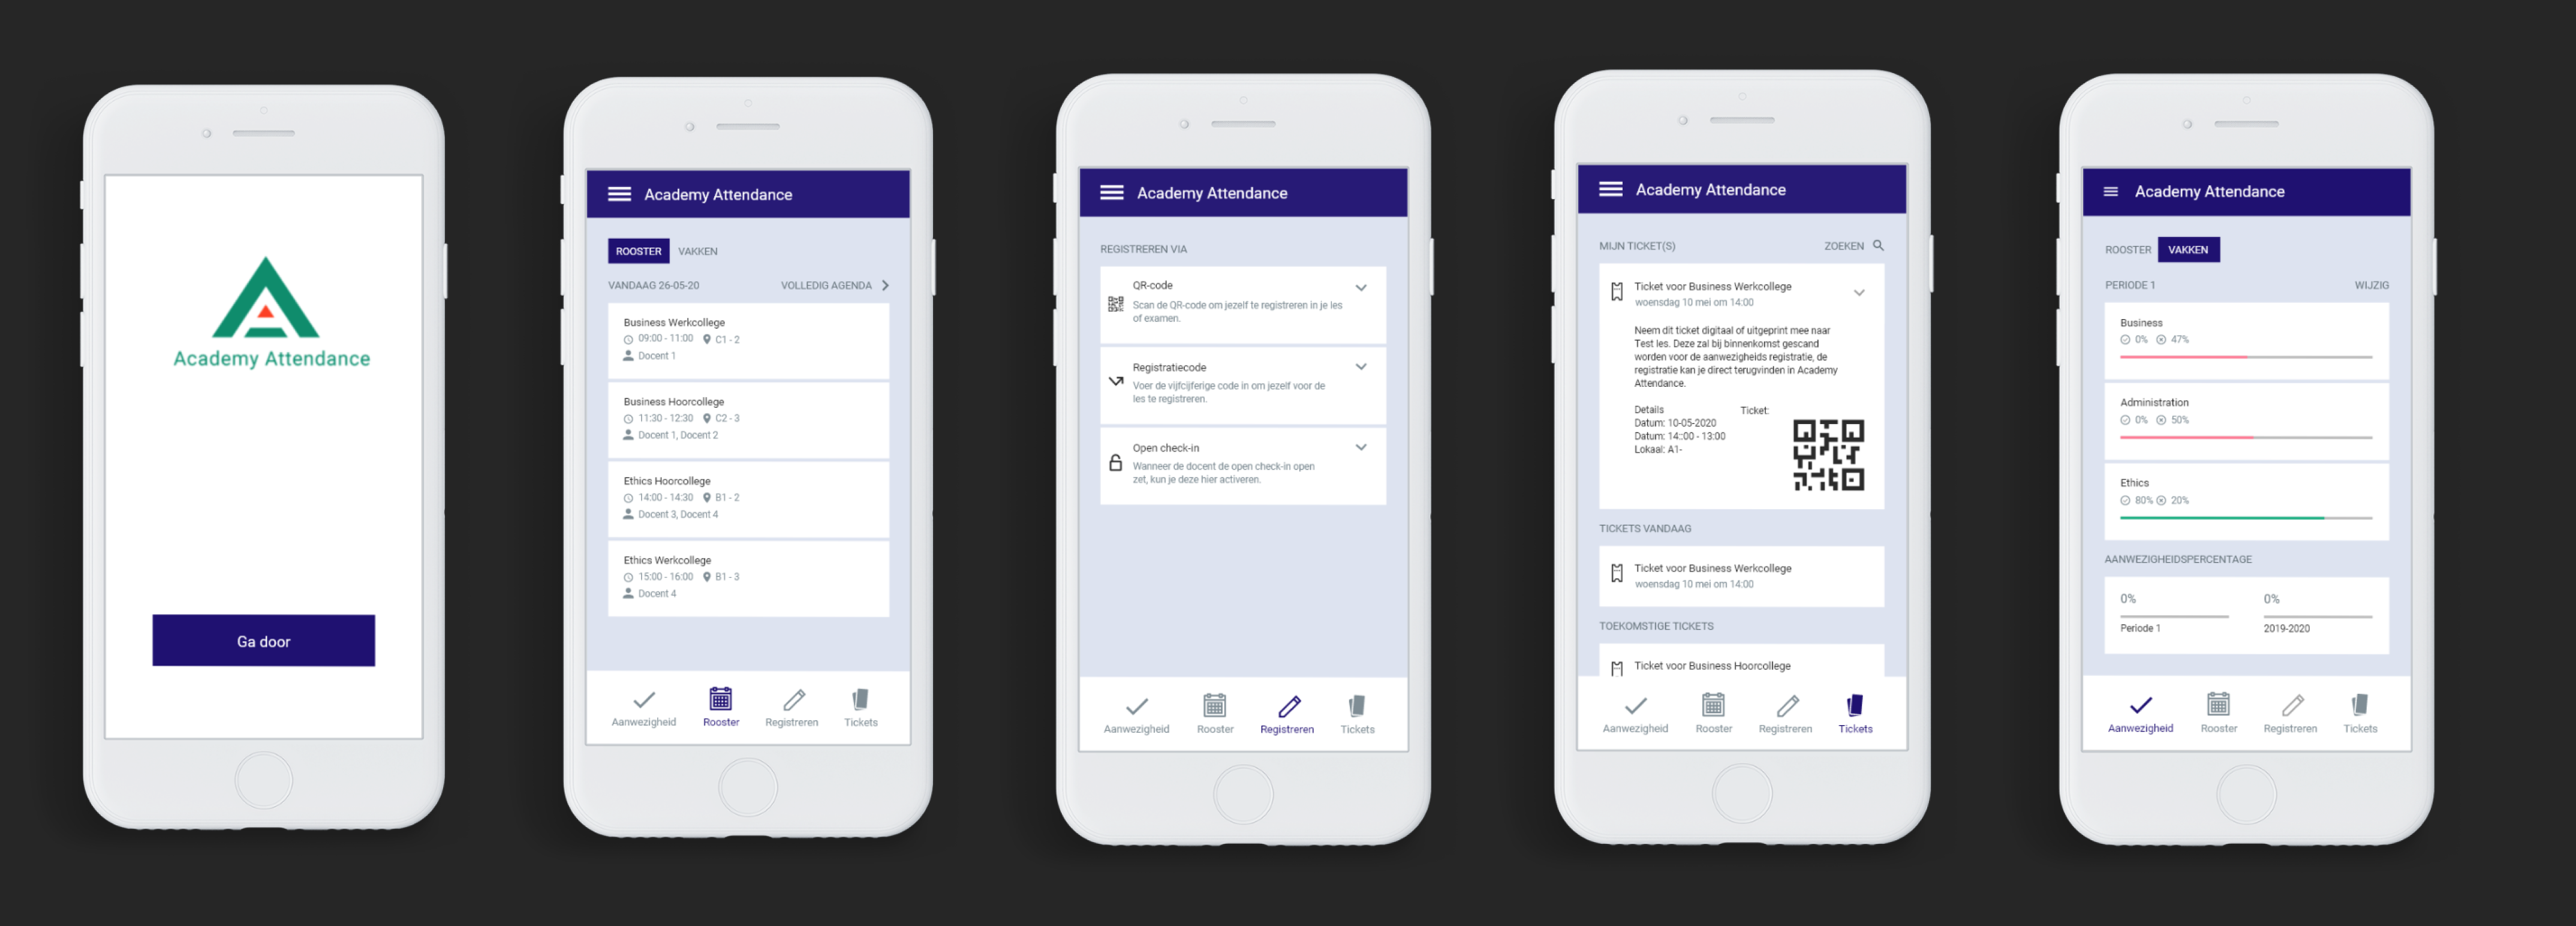 Academy Attendance
Ga door
Academy Attendance
ROOSTER VAKKEN
VANDAAG 26-05-20 VOLLEDIG AGENDA
Business Werkcollege
09:00 - 11:00 C1 - 2
Docent 1
Business Hoorcollege
11:30 - 12:30 C2 - 3
Docent 1, Docent 2
Ethics Hoorcollege
14:00 - 14:30 B1 - 2
Docent 3, Docent 4
Ethics Werkcollege
15:00 - 16:00 B1 - 3
Docent 4
Aanwezigheid Rooster Registreren Tickets
Academy Attendance
REGISTREREN VIA
QR-code
Scan de QR-code om jezelf te registreren in je les
of examen.
Registratiecode
Voer de vijfcijferige code in om jezelf voor de
les te registreren.
Open check-in
Wanneer de docent de open check-in open
zet, kun je deze hier activeren.
Aanwezigheid Rooster Registreren Tickets
Academy Attendance
MIJN TICKET(S) ZOEKEN
Ticket voor Business Werkcollege
woensdag 10 mei om 14:00
Neem dit ticket digitaal of uitgeprint mee naar
Test les. Deze zal bij binnenkomst gescand
worden voor de aanwezigheids registratie, de
registratie kan je direct terugvinden in Academy
Attendance.
Details Ticket:
Datum: 10-05-2020
Datum: 14::00 - 13:00
Lokaal: A1-
TICKETS VANDAAG
Ticket voor Business Werkcollege
woensdag 10 mei om 14:00
TOEKOMSTIGE TICKETS
Ticket voor Business Hoorcollege
Aanwezigheid Rooster Registreren Tickets
Academy Attendance
ROOSTER VAKKEN
PERIODE 1 WIJZIG
Business
0% 47%
Administration
0% 50%
Ethics
80% 20%
AANWEZIGHEIDSPERCENTAGE
0% 0%
Periode 1 2019-2020
Aanwezigheid Rooster Registreren Tickets